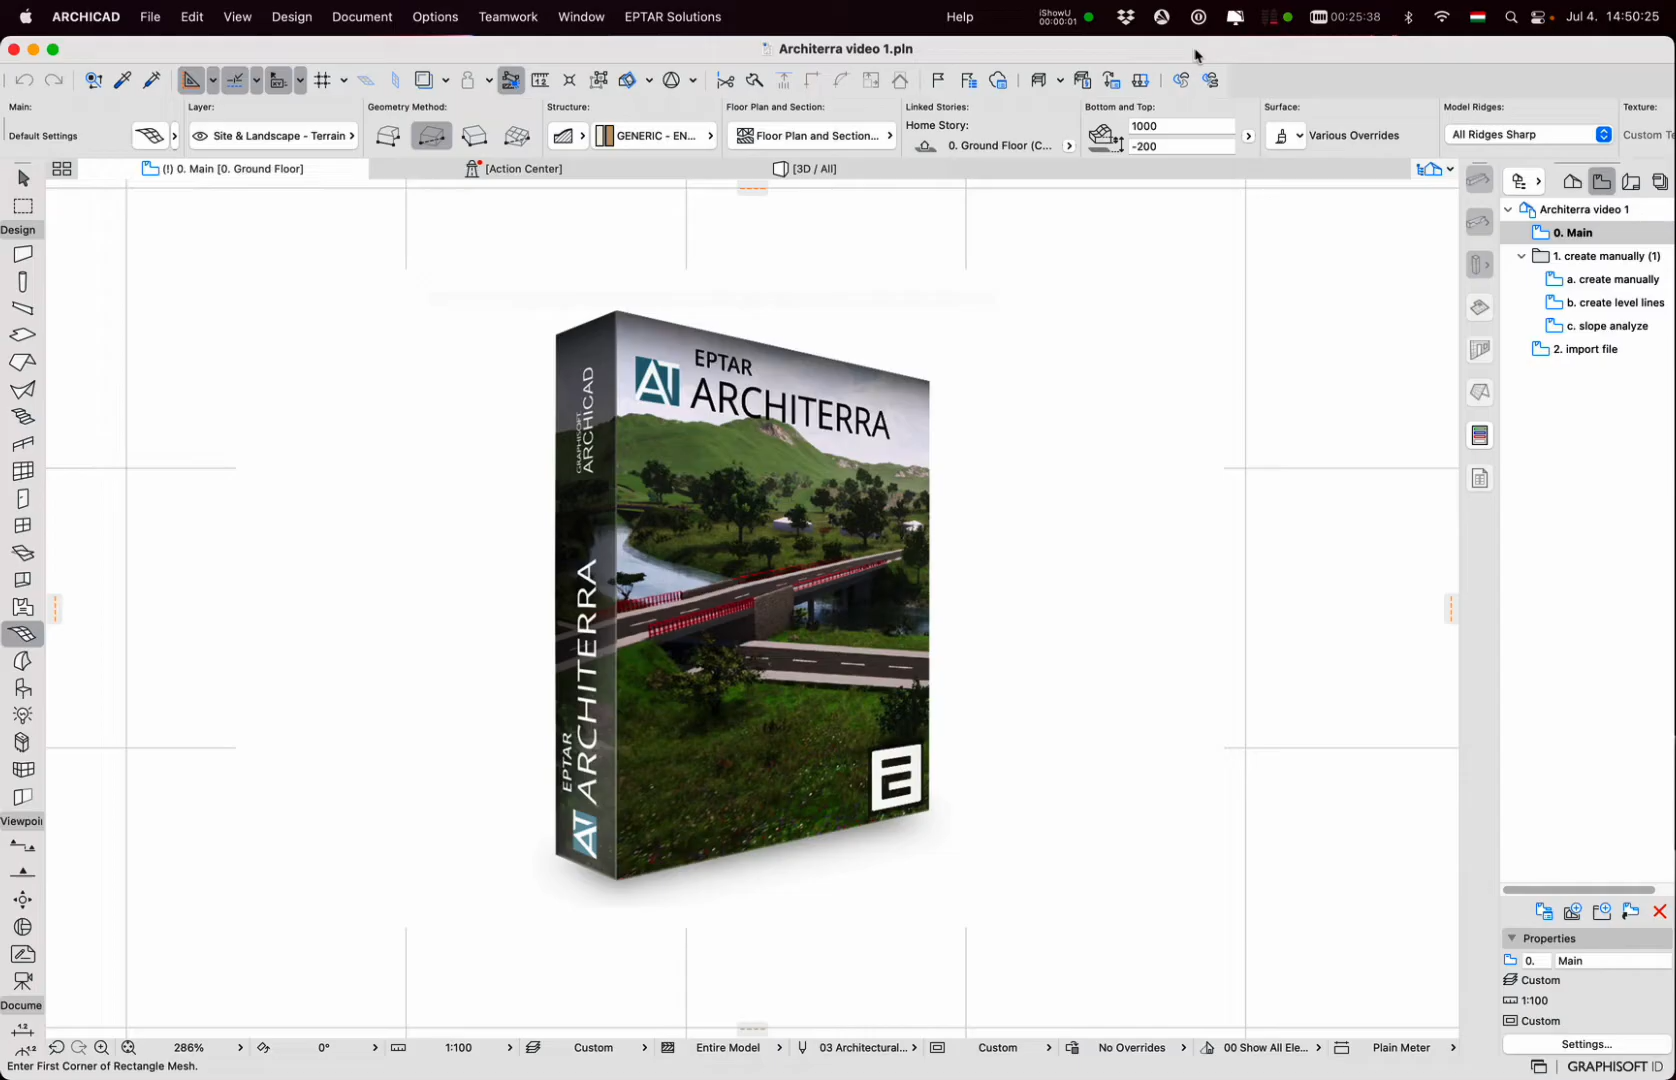 ARCHICAD File Edit View Design Document Options Teamwork Window EPTAR Solutions Help iShowU 00:00:01 00:25:38 Jul 4. 14:50:25
Architerra video 1.pln
Main: Layer: Geometry Method: Structure: Floor Plan and Section: Linked Stories: Bottom and Top: Surface: Model Ridges: Texture:
Home Story: 1000
Default Settings Site & Landscape - Terrain GENERIC - EN... Floor Plan and Section... 0. Ground Floor (C... -200 Various Overrides All Ridges Sharp Custom Te
(!) 0. Main [0. Ground Floor] [Action Center] [3D / All]
Design
Viewpoi
Docume
Architerra video 1
0. Main
1. create manually (1)
a. create manually
b. create level lines
c. slope analyze
2. import file
GRAPHISOFT
ARCHICAD
EPTAR
ARCHITERRA
AT
EPTAR
ARCHITERRA
AT
Properties
0. Main
Custom
1:100
Custom
Settings...
286% 0° 1:100 Custom Entire Model 03 Architectural... Custom No Overrides 00 Show All Ele... Plain Meter
Enter First Corner of Rectangle Mesh. GRAPHISOFT ID